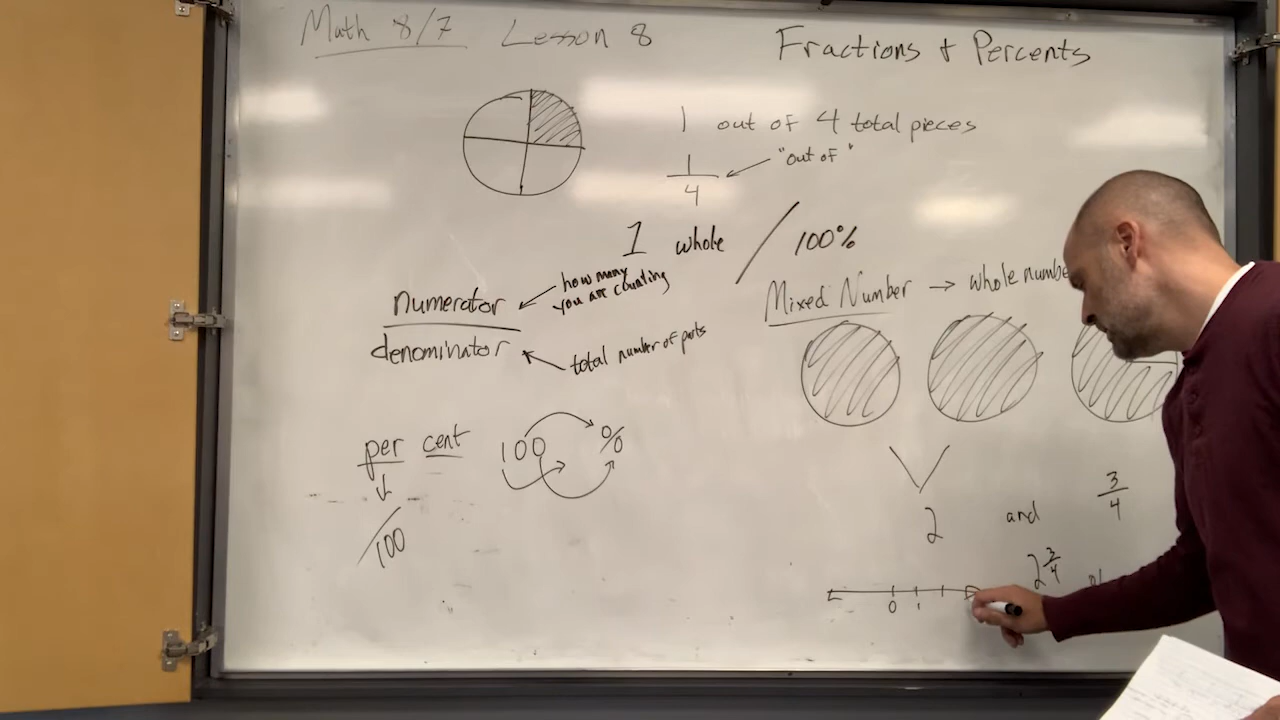 Math 8/7 Lesson 8
Fractions + Percents
1 out of 4 total pieces
1
"out of"
4
1 whole / 100%
numerator
how many
you are counting
denominator
total number of parts
Mixed Number → whole numbe
per cent 100 %
/100
2 and 3/4
2 3/4
0 1